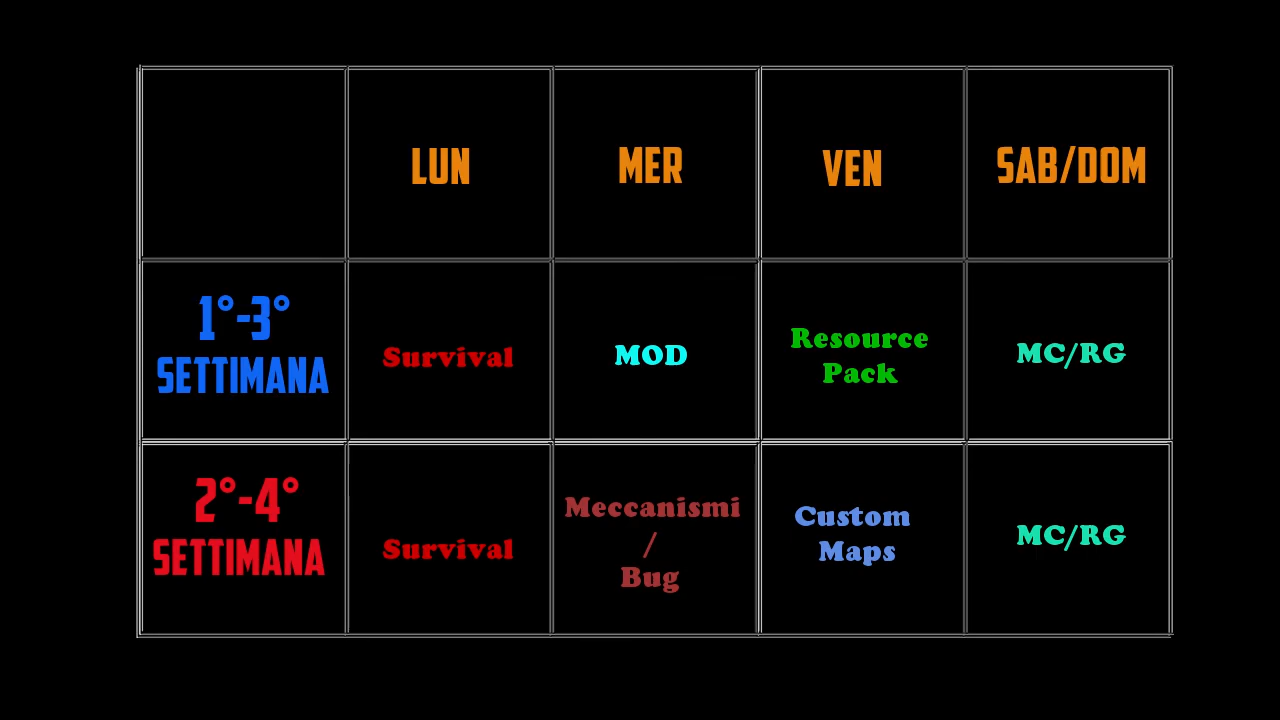 LUN MER VEN SAB/DOM
1°-3°
SETTIMANA
Survival
MOD
Resource
Pack
MC/RG
2°-4°
SETTIMANA
Survival
Meccanismi
/
Bug
Custom
Maps
MC/RG